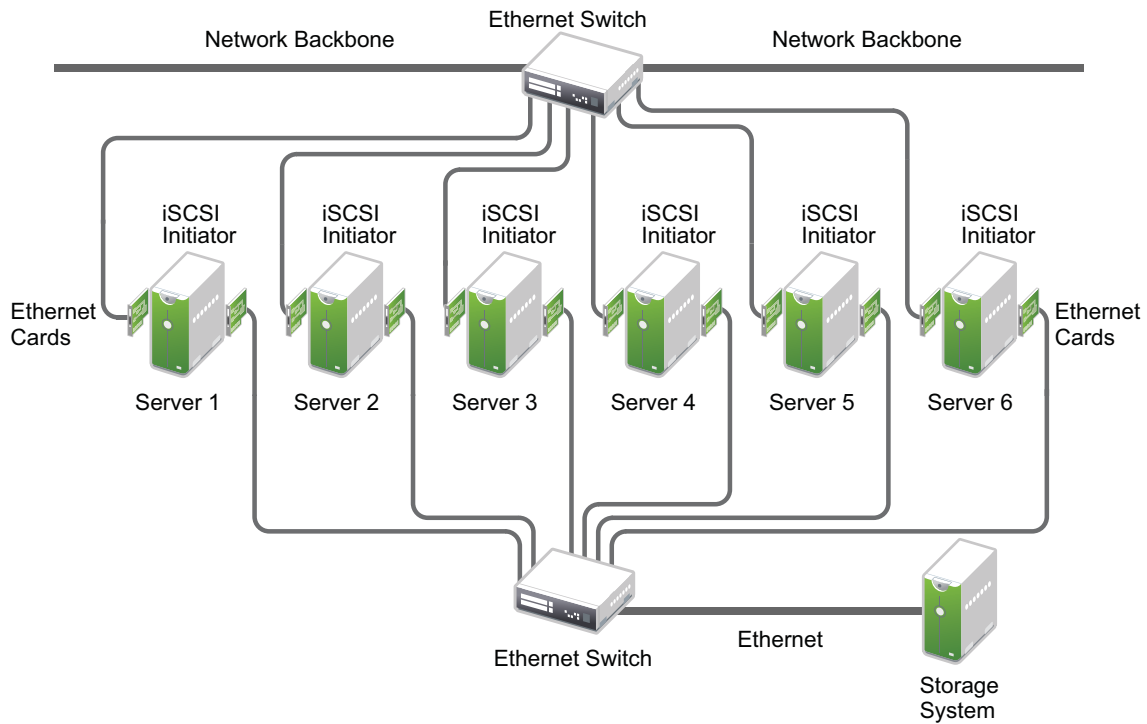 Ethernet Switch
Network Backbone
Network Backbone
iSCSI
Initiator
iSCSI
Initiator
iSCSI
Initiator
iSCSI
Initiator
iSCSI
Initiator
iSCSI
Initiator
Ethernet
Cards
Ethernet
Cards
Server 1
Server 2
Server 3
Server 4
Server 5
Server 6
Ethernet Switch
Ethernet
Storage
System